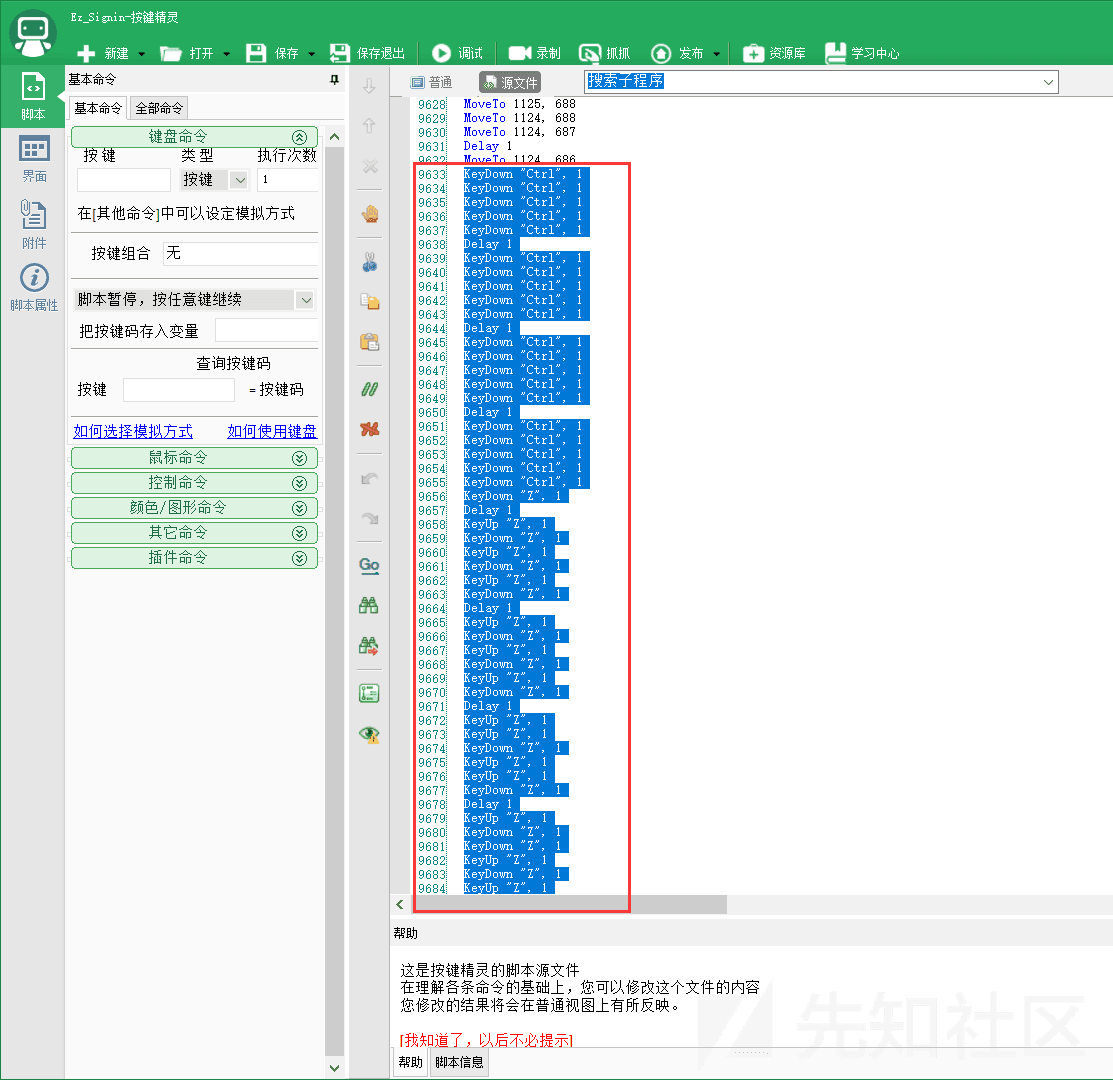 Ez_Signin-按键精灵
新建 打开 保存 保存退出 调试 录制 抓抓 发布 资源库 学习中心
脚本
界面
附件
脚本属性
基本命令
基本命令 全部命令
键盘命令
按 键 类 型 执行次数
按键 1
在[其他命令]中可以设定模拟方式
按键组合 无
脚本暂停，按任意键继续
把按键码存入变量
查询按键码
按键 = 按键码
如何选择模拟方式 如何使用键盘
鼠标命令
控制命令
颜色/图形命令
其它命令
插件命令
Go
普通 源文件 搜索子程序
9628 MoveTo 1125, 688
9629 MoveTo 1124, 688
9630 MoveTo 1124, 687
9631 Delay 1
9632 MoveTo 1124, 686
9633 KeyDown "Ctrl", 1
9634 KeyDown "Ctrl", 1
9635 KeyDown "Ctrl", 1
9636 KeyDown "Ctrl", 1
9637 KeyDown "Ctrl", 1
9638 Delay 1
9639 KeyDown "Ctrl", 1
9640 KeyDown "Ctrl", 1
9641 KeyDown "Ctrl", 1
9642 KeyDown "Ctrl", 1
9643 KeyDown "Ctrl", 1
9644 Delay 1
9645 KeyDown "Ctrl", 1
9646 KeyDown "Ctrl", 1
9647 KeyDown "Ctrl", 1
9648 KeyDown "Ctrl", 1
9649 KeyDown "Ctrl", 1
9650 Delay 1
9651 KeyDown "Ctrl", 1
9652 KeyDown "Ctrl", 1
9653 KeyDown "Ctrl", 1
9654 KeyDown "Ctrl", 1
9655 KeyDown "Ctrl", 1
9656 KeyDown "Z", 1
9657 Delay 1
9658 KeyUp "Z", 1
9659 KeyDown "Z", 1
9660 KeyUp "Z", 1
9661 KeyDown "Z", 1
9662 KeyUp "Z", 1
9663 KeyDown "Z", 1
9664 Delay 1
9665 KeyUp "Z", 1
9666 KeyDown "Z", 1
9667 KeyUp "Z", 1
9668 KeyDown "Z", 1
9669 KeyUp "Z", 1
9670 KeyDown "Z", 1
9671 Delay 1
9672 KeyUp "Z", 1
9673 KeyUp "Z", 1
9674 KeyDown "Z", 1
9675 KeyUp "Z", 1
9676 KeyUp "Z", 1
9677 KeyDown "Z", 1
9678 Delay 1
9679 KeyUp "Z", 1
9680 KeyDown "Z", 1
9681 KeyDown "Z", 1
9682 KeyUp "Z", 1
9683 KeyDown "Z", 1
9684 KeyUp "Z", 1
帮助
这是按键精灵的脚本源文件
在理解各条命令的基础上，您可以修改这个文件的内容
您修改的结果将会在普通视图上有所反映。
[我知道了，以后不必提示]
帮助 脚本信息
先知社区